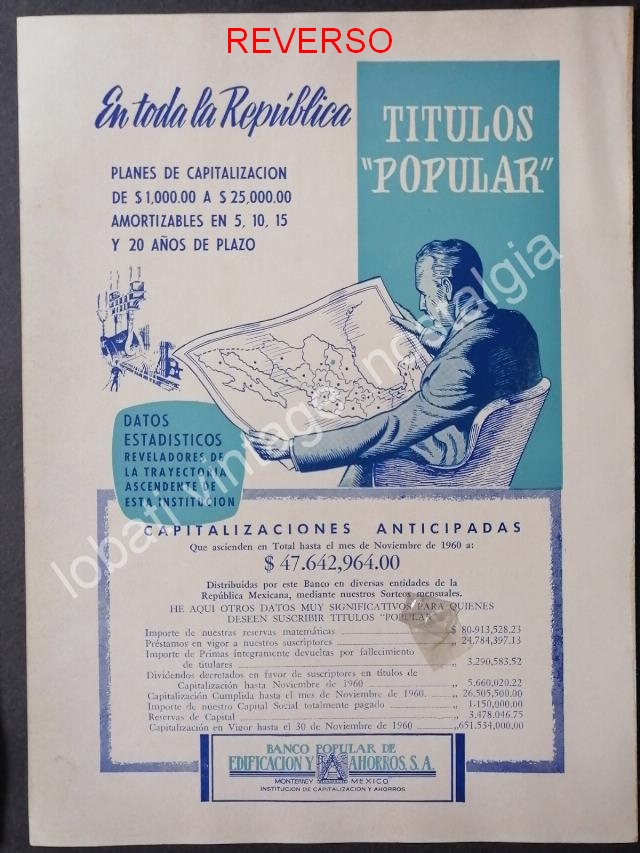 REVERSO
En toda la República
TITULOS
"POPULAR"
PLANES DE CAPITALIZACION
DE $1,000.00 A $25,000.00
AMORTIZABLES EN 5, 10, 15
Y 20 AÑOS DE PLAZO
DATOS
ESTADISTICOS
REVELADORES DE
LA TRAYECTORIA
ASCENDENTE DE
ESTA INSTITUCION
lobati vintage nostalgia
CAPITALIZACIONES ANTICIPADAS
Que ascienden en Total hasta el mes de Noviembre de 1960 a:
$ 47.642,964.00
Distribuídas por este Banco en diversas entidades de la
República Mexicana, mediante nuestros Sorteos mensuales.
HE AQUI OTROS DATOS MUY SIGNIFICATIVOS PARA QUIENES
DESEEN SUSCRIBIR TITULOS "POPULAR"
Importe de nuestras reservas matemáticas $ 80-913,528.23
Préstamos en vigor a nuestros suscriptores ,, 24.784,397.13
Importe de Primas íntegramente devueltas por fallecimiento
de titulares ,, 3.290,583.52
Dividendos decretados en favor de suscriptores en títulos de
Capitalización hasta Noviembre de 1960 ,, 5.660,020.22
Capitalización Cumplida hasta el mes de Noviembre de 1960. ,, 26.505,500.00
Importe de nuestro Capital Social totalmente pagado ,, 1.150,000.00
Reservas de Capital ,, 3.478.046.75
Capitalización en Vigor hasta el 30 de Noviembre de 1960 ,,651.534,000.00
BANCO POPULAR DE
EDIFICACION Y AHORROS, S. A.
MONTERREY MEXICO
INSTITUCION DE CAPITALIZACION Y AHORROS